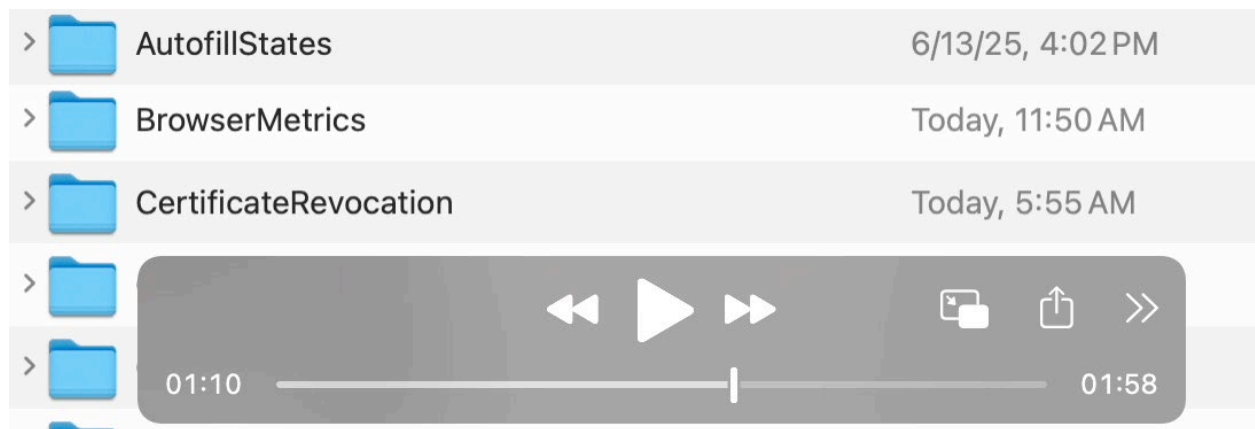 AutofillStates 6/13/25, 4:02 PM
BrowserMetrics Today, 11:50 AM
CertificateRevocation Today, 5:55 AM
01:10 01:58